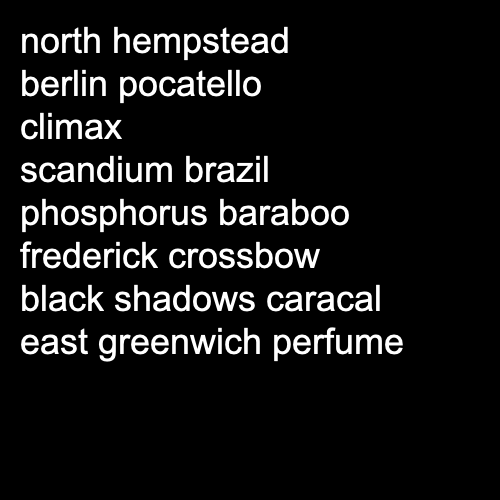 north hempstead
berlin pocatello
climax
scandium brazil
phosphorus baraboo
frederick crossbow
black shadows caracal
east greenwich perfume